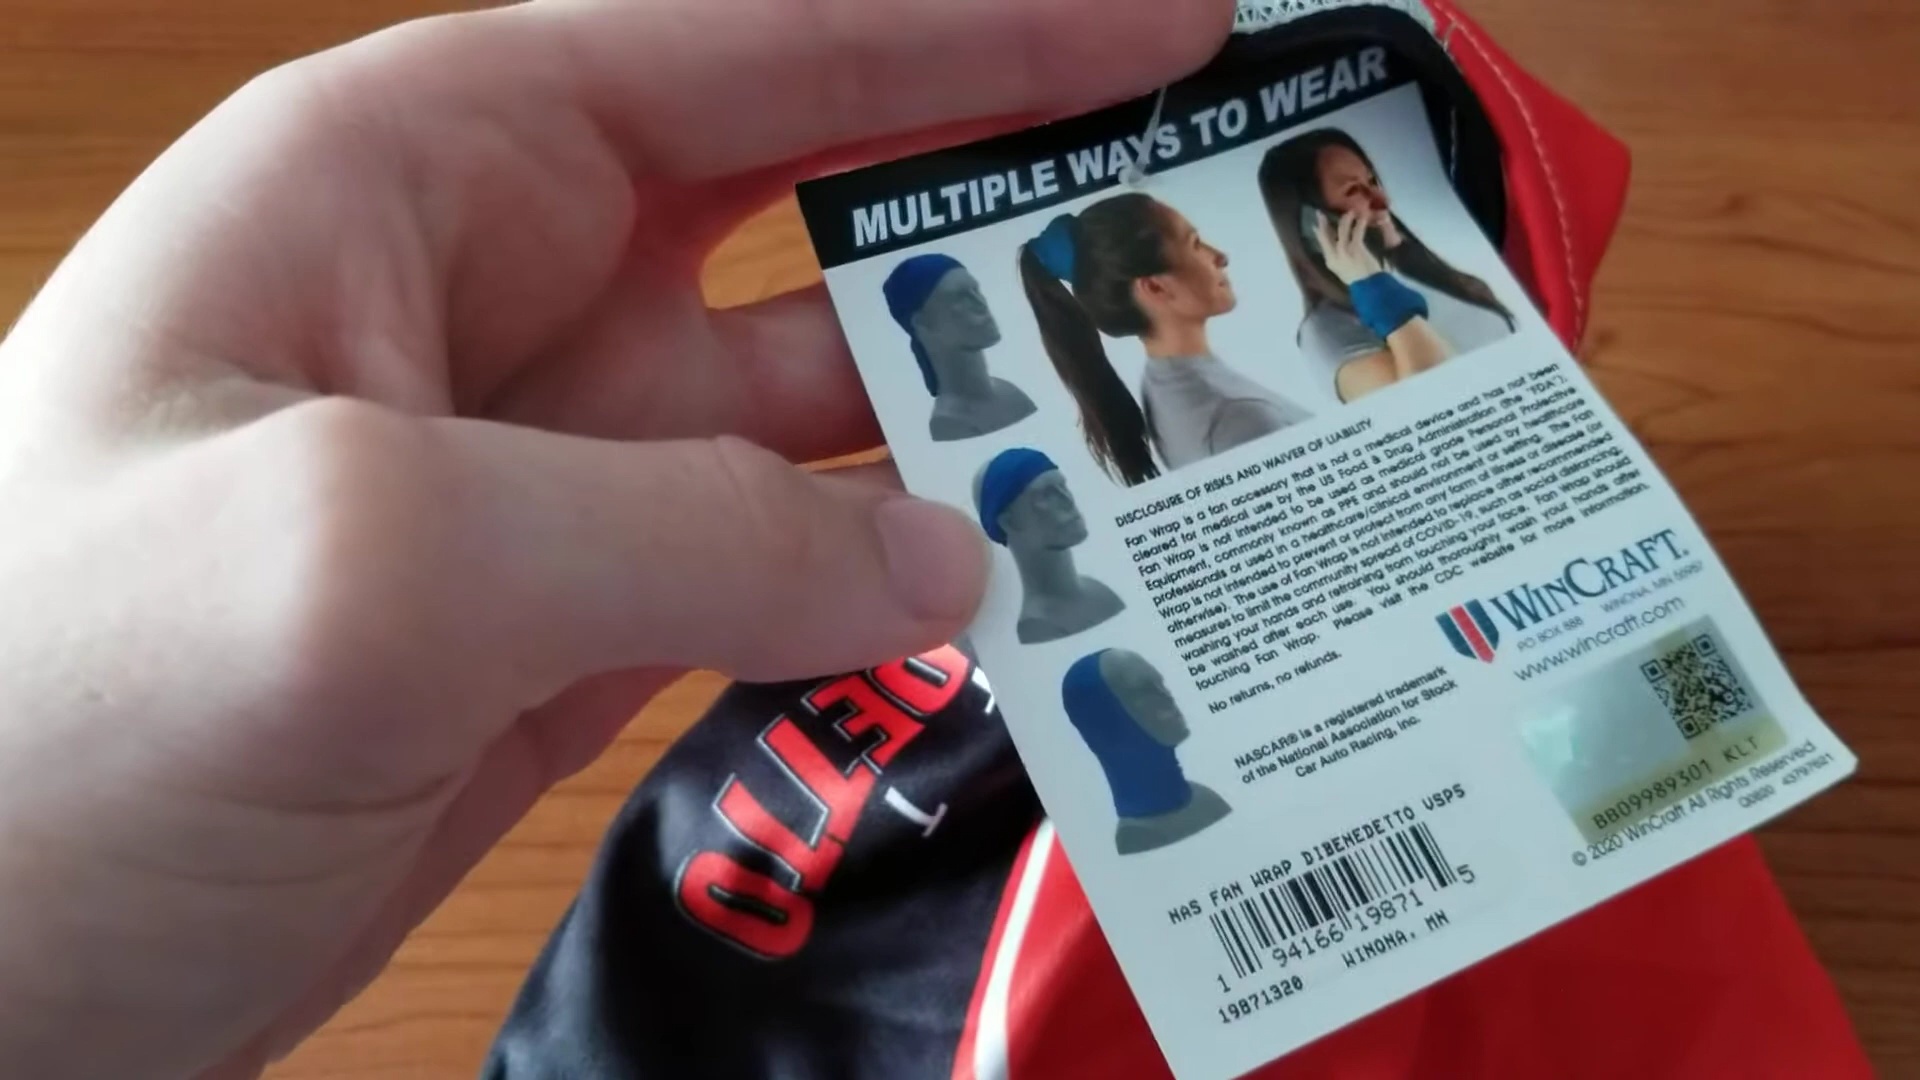 MULTIPLE WAYS TO WEAR
DISCLOSURE OF RISKS AND WAIVER OF LIABILITY
Fan Wrap is a fan accessory that is not a medical device and has not been
cleared for medical use by the US Food & Drug Administration (the "FDA").
Fan Wrap is not intended to be used as medical grade Personal Protective
Equipment, commonly known as PPE and should not be used by healthcare
professionals or used in a healthcare/clinical environment or setting. The Fan
Wrap is not intended to prevent or protect from any form of illness or disease (or
otherwise). The use of Fan Wrap is not intended to replace other recommended
measures to limit the community spread of COVID-19, such as social distancing,
washing your hands and refraining from touching your face. Fan Wrap should
be washed after each use. You should thoroughly wash your hands after
touching Fan Wrap. Please visit the CDC website for more information.
No returns, no refunds.
NASCAR® is a registered trademark
of the National Association for Stock
Car Auto Racing, Inc.
WINCRAFT.
PO BOX 888 WINONA, MN 55987
www.wincraft.com
BB09989301 KLT
© 2020 WinCraft All Rights Reserved
Q0820 43797621
NAS FAN WRAP DIBENEDETTO VSPS
1 94166 19871 5
19871320 WINONA, MN
DETTO